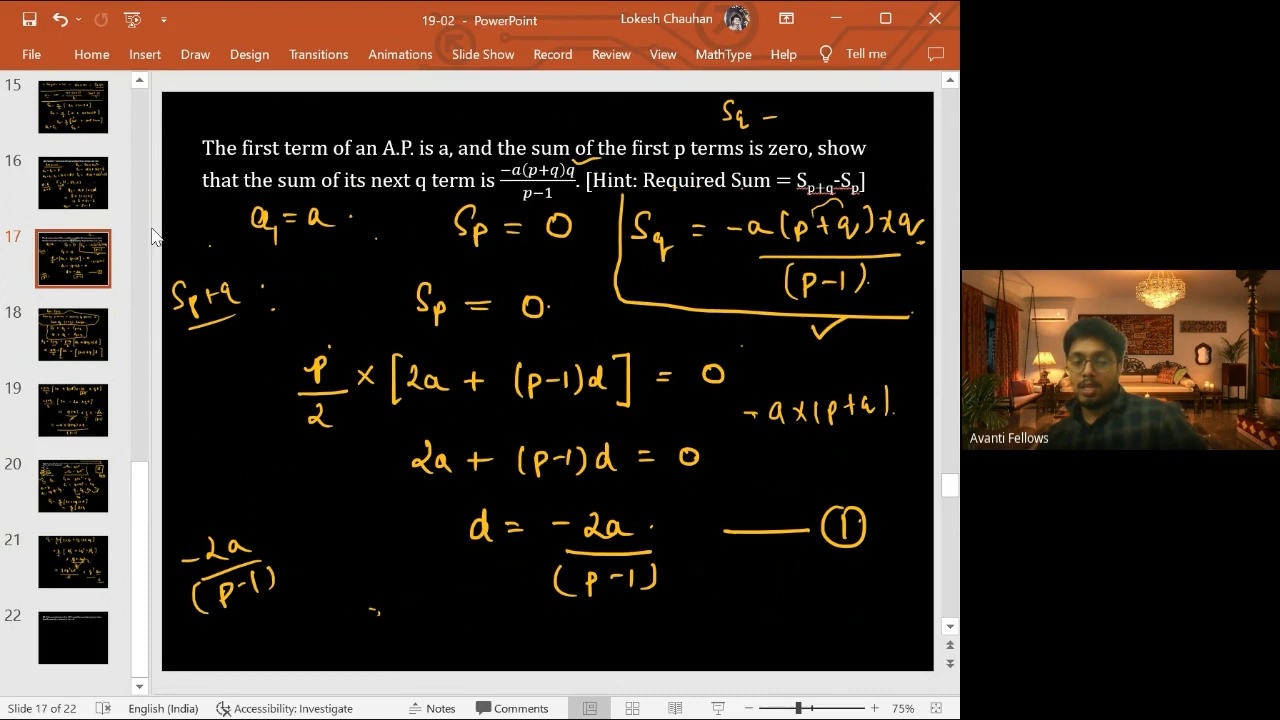 19-02 - PowerPoint
Lokesh Chauhan
File Home Insert Draw Design Transitions Animations Slide Show Record Review View MathType Help Tell me
15
16
17
18
19
20
21
22
Sq -
The first term of an A.P. is a, and the sum of the first p terms is zero, show
that the sum of its next q term is -a(p+q)q/p-1. [Hint: Required Sum = Sp+q-Sp]
a1 = a .
Sp = 0
Sq = -a(p+q)×q/(p-1).
Sp+q :
Sp = 0.
p/2 × [2a + (p-1)d] = 0
-a×(p+q).
2a + (p-1)d = 0
d = -2a/(p-1) —— 1
-2a/(p-1)
Avanti Fellows
Slide 17 of 22 English (India) Accessibility: Investigate Notes Comments 75%